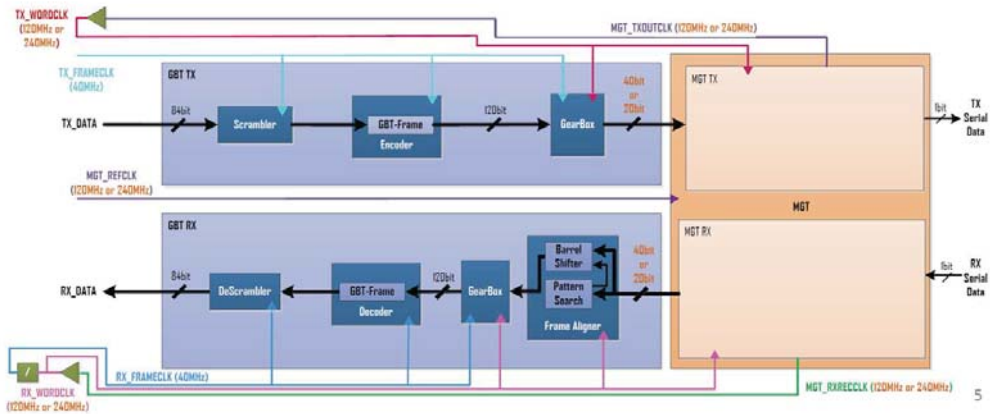 TX_WORDCLK
(120MHz or
240MHz)
MGT_TXOUTCLK (120MHz or 240MHz)
TX_FRAMECLK
(40MHz)
GBT TX
40bit
or
20bit
MGT TX
84bit
120bit
1bit
TX
Serial
Data
TX_DATA
Scrambler
GBT-Frame
Encoder
GearBox
MGT_REFCLK
(120MHz or 240MHz)
MGT
GBT RX
MGT RX
40bit
or
20bit
Barrel
Shifter
84bit
120bit
1bit
RX
Serial
Data
RX_DATA
DeScrambler
GBT-Frame
Decoder
GearBox
Pattern
Search
Frame Aligner
/
RX_FRAMECLK (40MHz)
RX_WORDCLK
(120MHz or 240MHz)
MGT_RXRECCLK (120MHz or 240MHz)
5